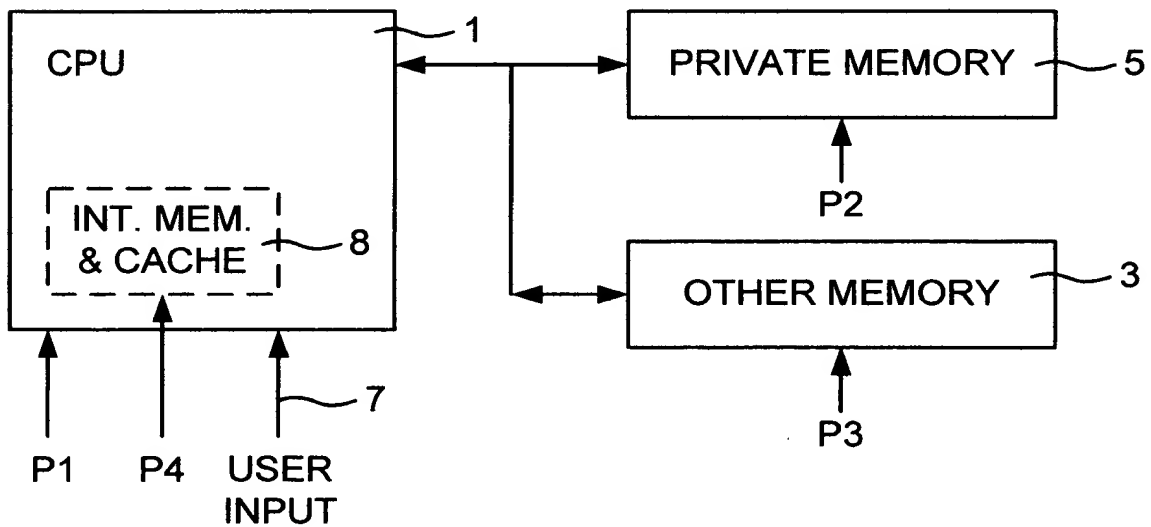 1
CPU
PRIVATE MEMORY
5
INT. MEM.
& CACHE
8
P2
OTHER MEMORY
3
7
P1
P4
USER
INPUT
P3